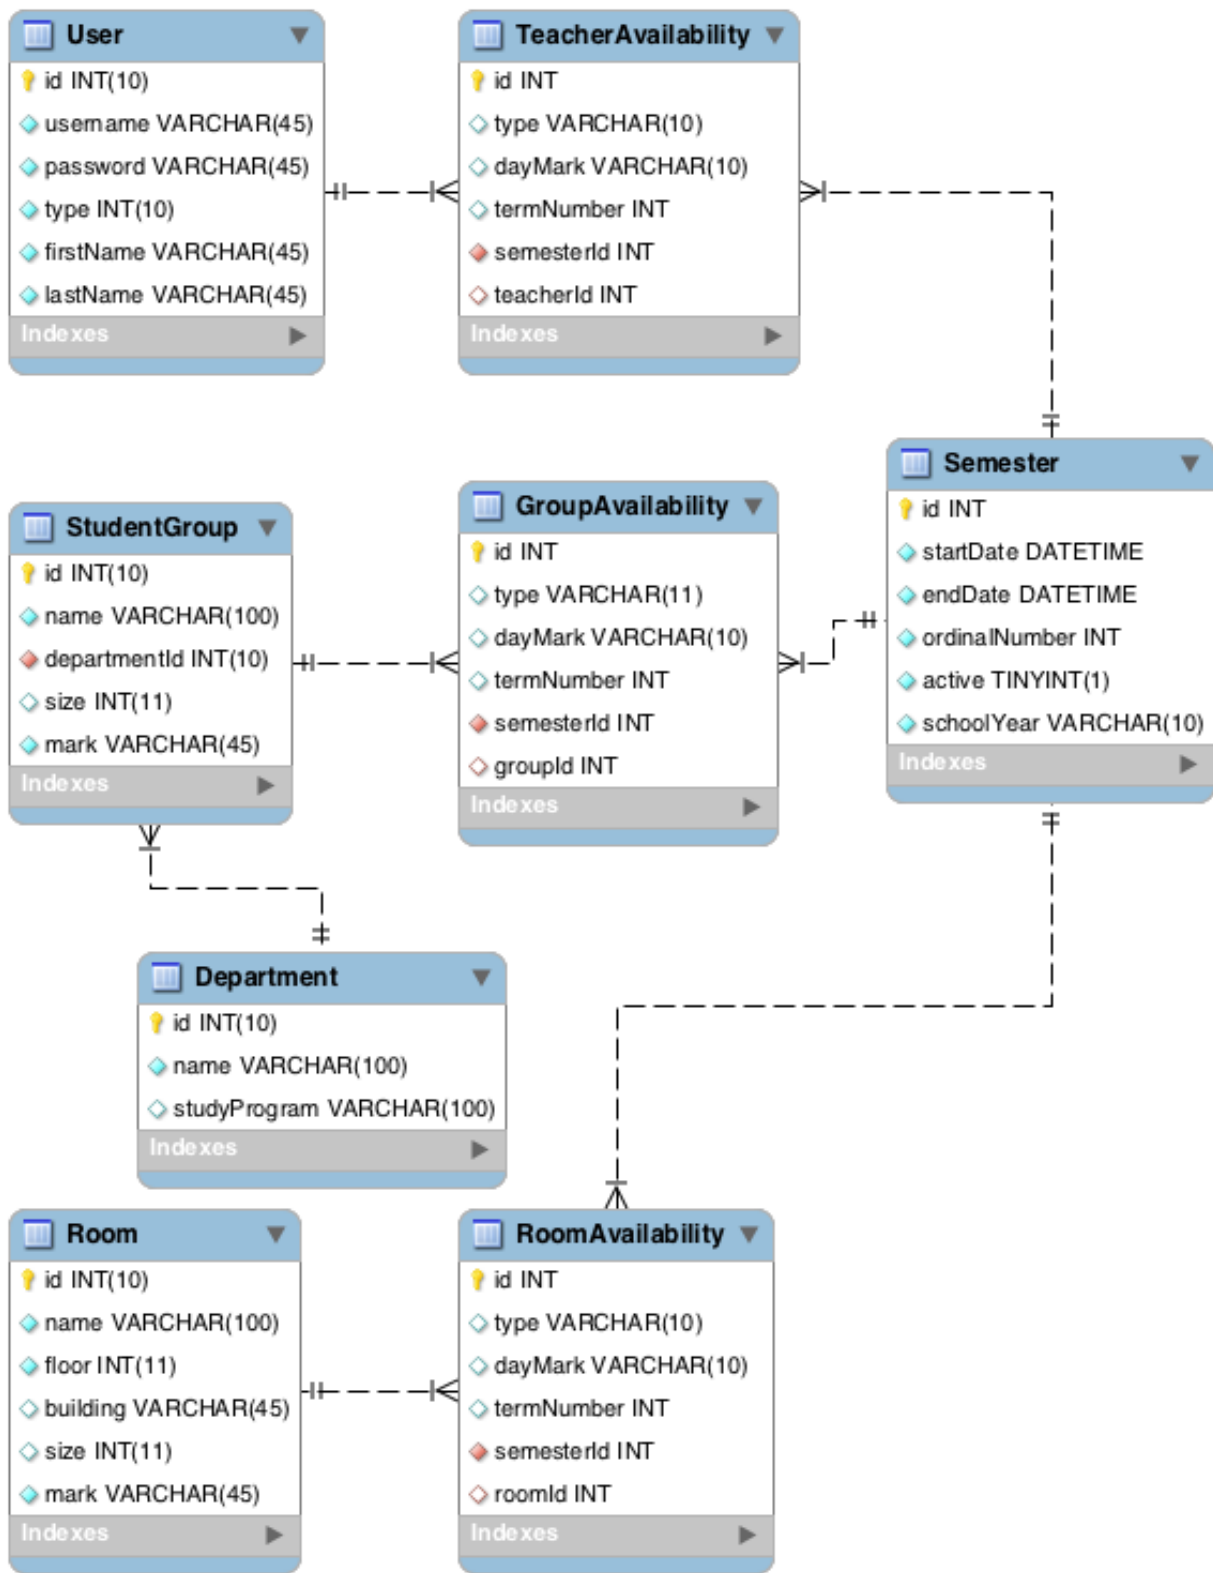 User
id INT(10)
username VARCHAR(45)
password VARCHAR(45)
type INT(10)
firstName VARCHAR(45)
lastName VARCHAR(45)
Indexes
TeacherAvailability
id INT
type VARCHAR(10)
dayMark VARCHAR(10)
termNumber INT
semesterId INT
teacherId INT
Indexes
Semester
id INT
startDate DATETIME
endDate DATETIME
ordinalNumber INT
active TINYINT(1)
schoolYear VARCHAR(10)
Indexes
StudentGroup
id INT(10)
name VARCHAR(100)
departmentId INT(10)
size INT(11)
mark VARCHAR(45)
Indexes
GroupAvailability
id INT
type VARCHAR(11)
dayMark VARCHAR(10)
termNumber INT
semesterId INT
groupId INT
Indexes
Department
id INT(10)
name VARCHAR(100)
studyProgram VARCHAR(100)
Indexes
Room
id INT(10)
name VARCHAR(100)
floor INT(11)
building VARCHAR(45)
size INT(11)
mark VARCHAR(45)
Indexes
RoomAvailability
id INT
type VARCHAR(10)
dayMark VARCHAR(10)
termNumber INT
semesterId INT
roomId INT
Indexes